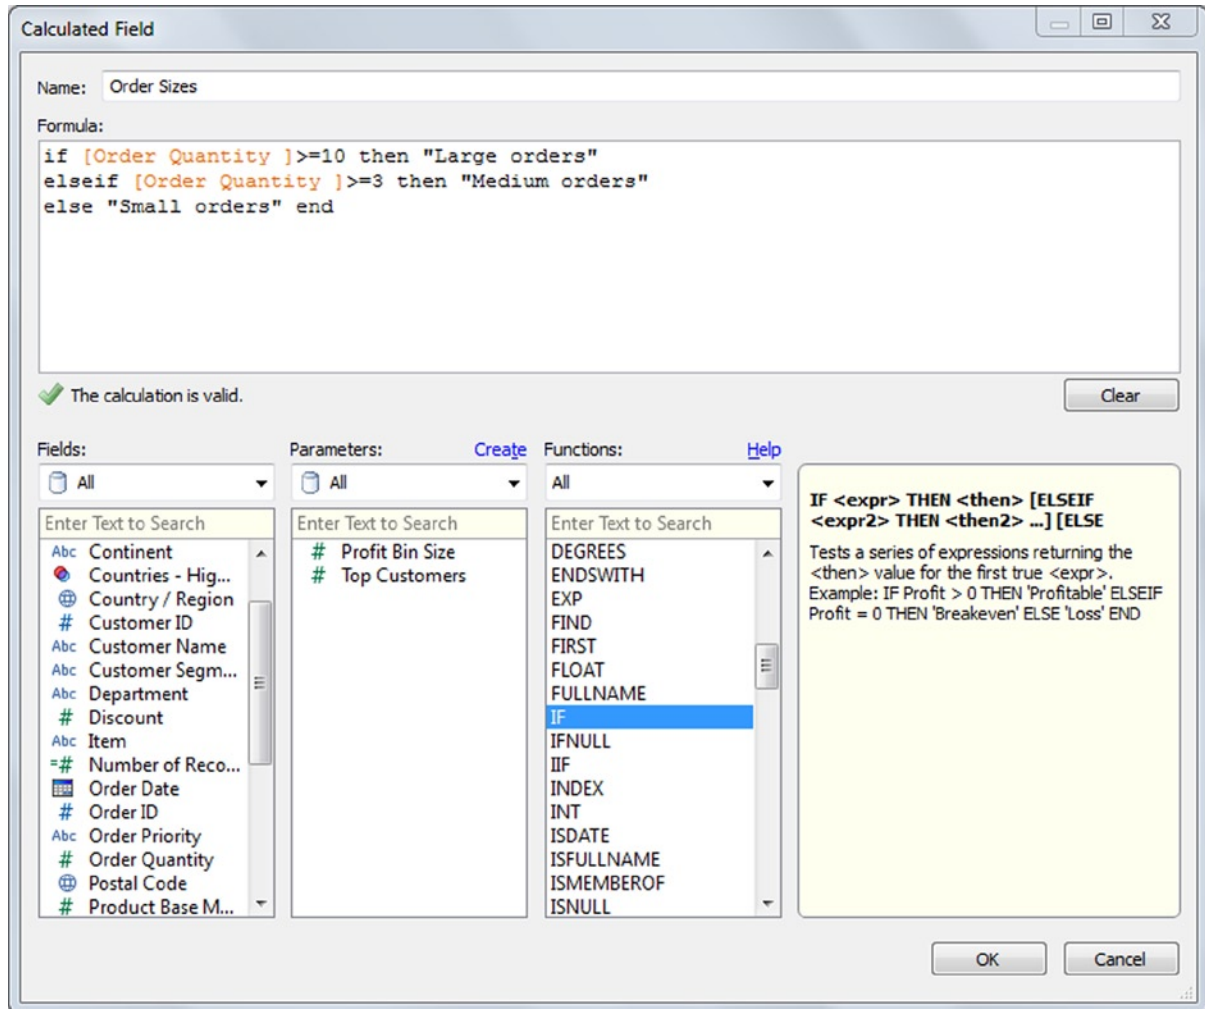 Calculated Field
Name: Order Sizes
Formula:
if [Order Quantity ]>=10 then "Large orders"
elseif [Order Quantity ]>=3 then "Medium orders"
else "Small orders" end
The calculation is valid.
Clear
Fields:
All
Enter Text to Search
Abc Continent
Countries - Hig...
Country / Region
# Customer ID
Abc Customer Name
Abc Customer Segm...
Abc Department
# Discount
Abc Item
=# Number of Reco...
Order Date
# Order ID
Abc Order Priority
# Order Quantity
Postal Code
# Product Base M...
Parameters: Create
All
Enter Text to Search
# Profit Bin Size
# Top Customers
Functions: Help
All
Enter Text to Search
DEGREES
ENDSWITH
EXP
FIND
FIRST
FLOAT
FULLNAME
IF
IFNULL
IIF
INDEX
INT
ISDATE
ISFULLNAME
ISMEMBEROF
ISNULL
IF <expr> THEN <then> [ELSEIF
<expr2> THEN <then2> ...] [ELSE
Tests a series of expressions returning the
<then> value for the first true <expr>.
Example: IF Profit > 0 THEN 'Profitable' ELSEIF
Profit = 0 THEN 'Breakeven' ELSE 'Loss' END
OK
Cancel